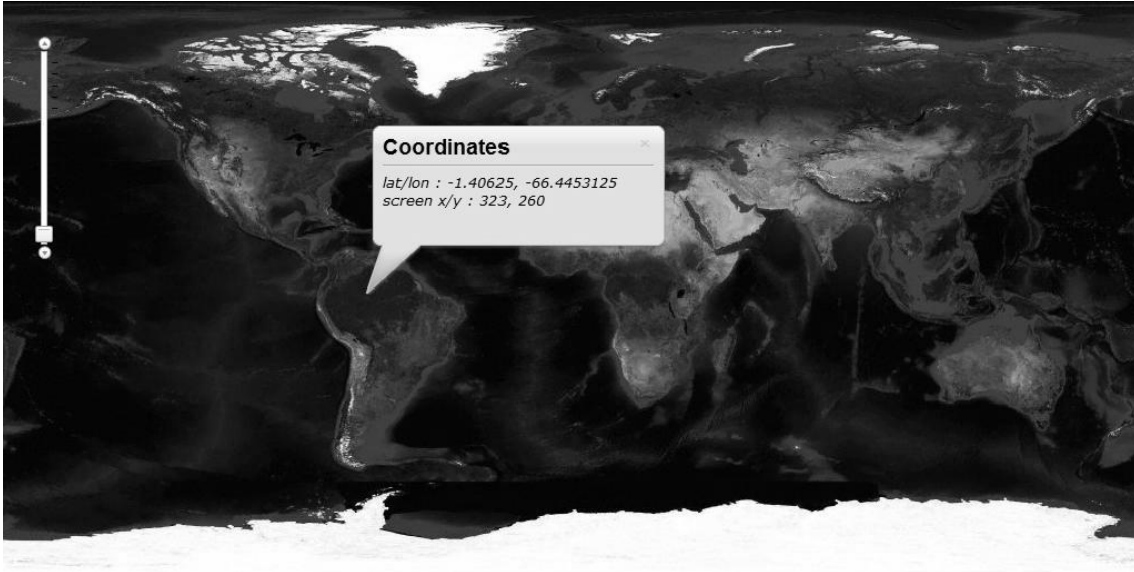 Coordinates
lat/lon : -1.40625, -66.4453125
screen x/y : 323, 260